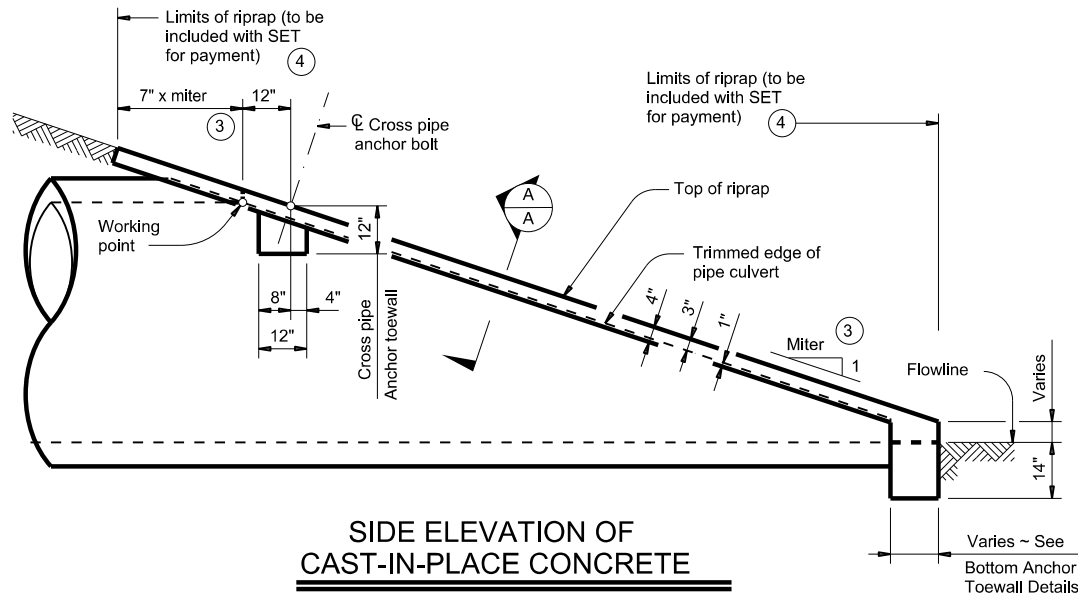 Limits of riprap (to be
included with SET
for payment)
4
7" x miter
12"
3
℄ Cross pipe
anchor bolt
Limits of riprap (to be
included with SET
for payment)
4
A
A
Top of riprap
Working
point
12"
Trimmed edge of
pipe culvert
8"
4"
12"
Cross pipe
Anchor toewall
4"
3"
1"
Miter
3
1
Flowline
Varies
14"
SIDE ELEVATION OF
CAST-IN-PLACE CONCRETE
Varies ~ See
Bottom Anchor
Toewall Details